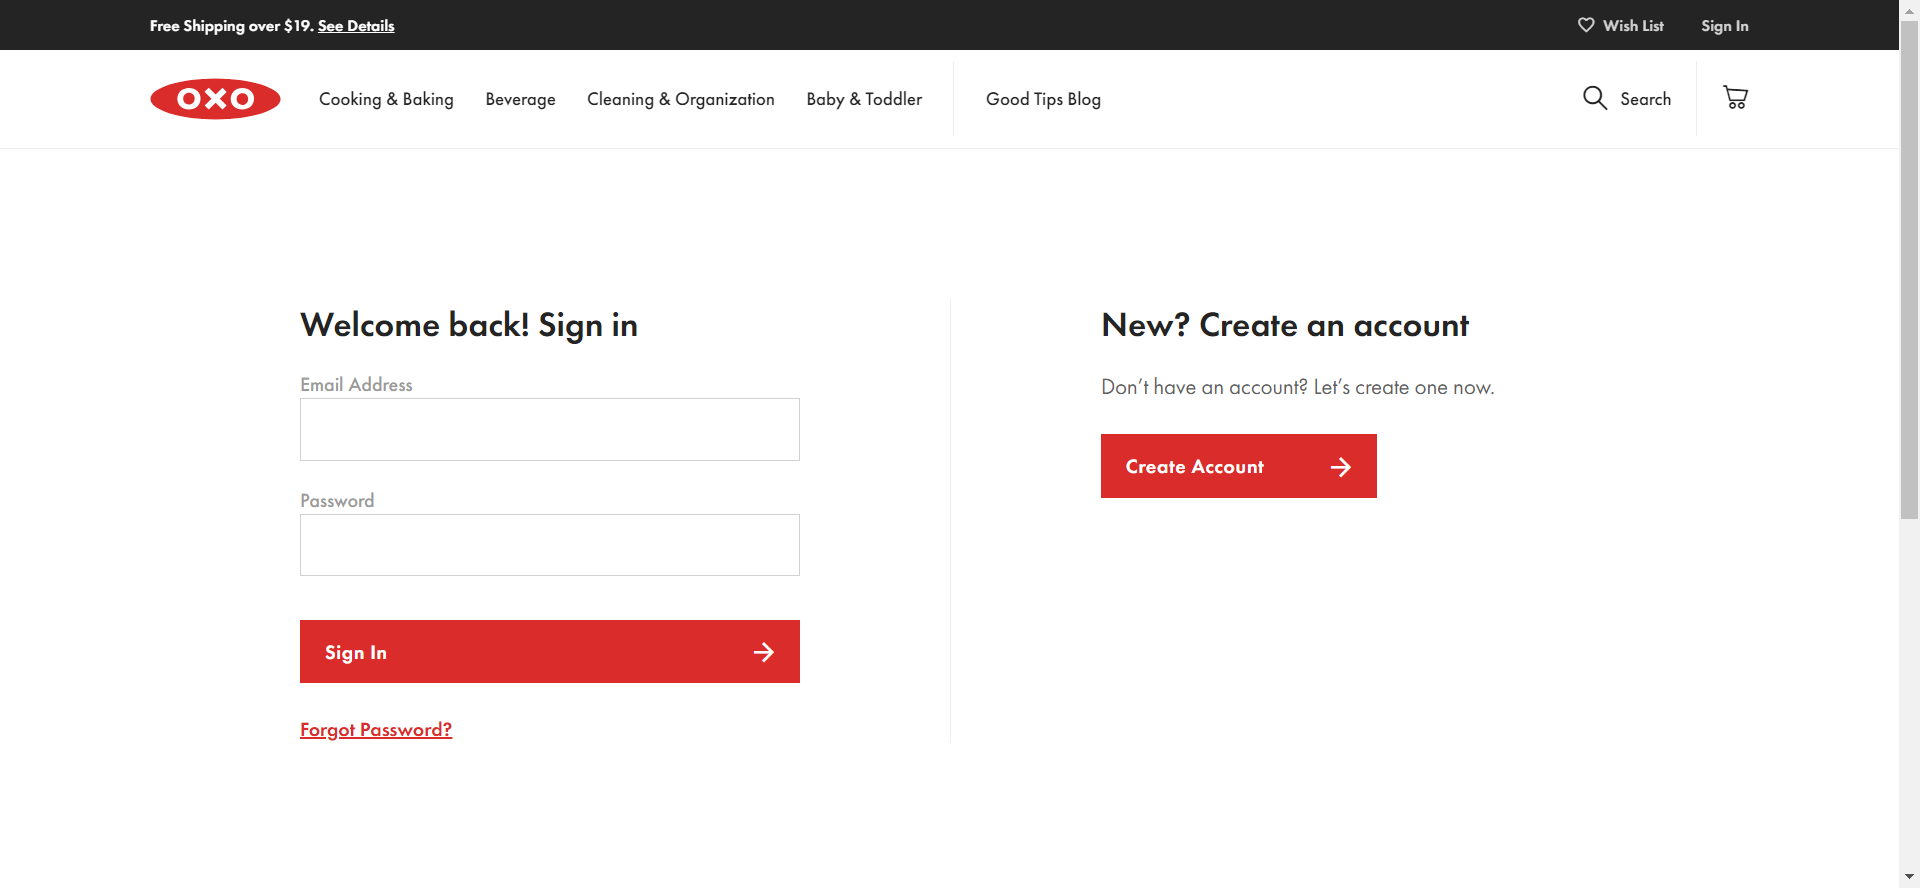 Free Shipping over $19. See Details
Wish List
Sign In
OXO
Cooking & Baking
Beverage
Cleaning & Organization
Baby & Toddler
Good Tips Blog
Search
Welcome back! Sign in
Email Address
Password
Sign In
Forgot Password?
New? Create an account
Don’t have an account? Let’s create one now.
Create Account